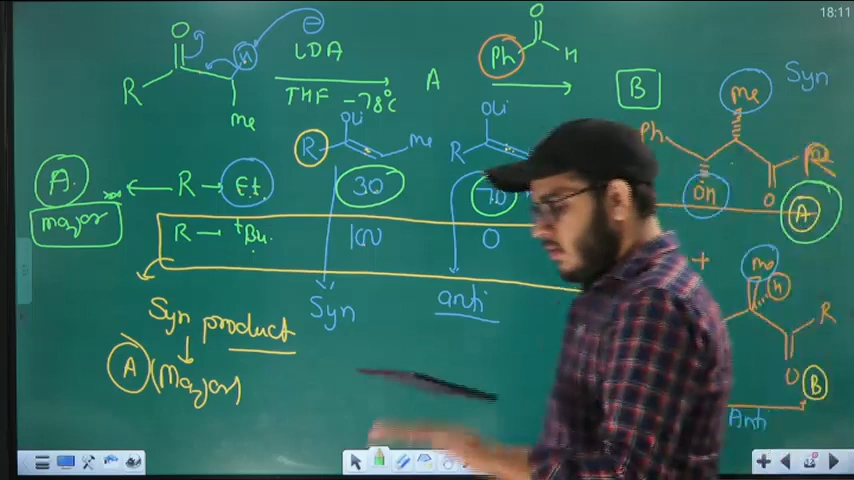 18:11
O
R
H
Me
LDA
THF -78°C
A
O
Ph
H
B
Syn
OLi
R
Me
OLi
R
Me
Ph
OH
O
A
A.
major
R → Et
30
70
R → tBu
100
0
Syn
anti
Syn product
A (Major)
+
Me
H
R
O
B
Anti